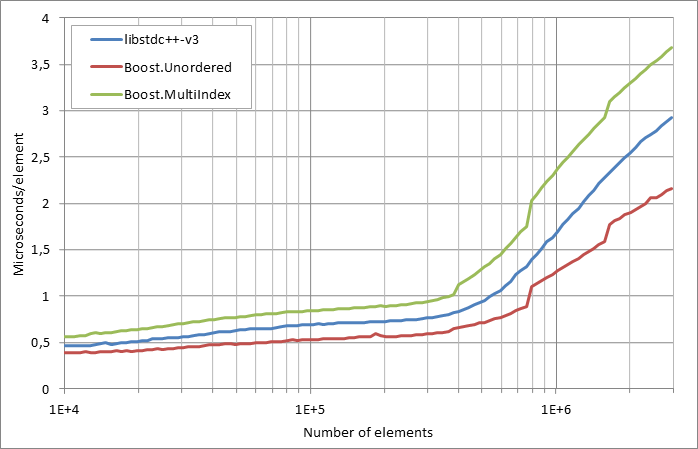 4
3,5
3
2,5
2
1,5
1
0,5
0
Microseconds/element
libstdc++-v3
Boost.Unordered
Boost.MultiIndex
1E+4
1E+5
1E+6
Number of elements